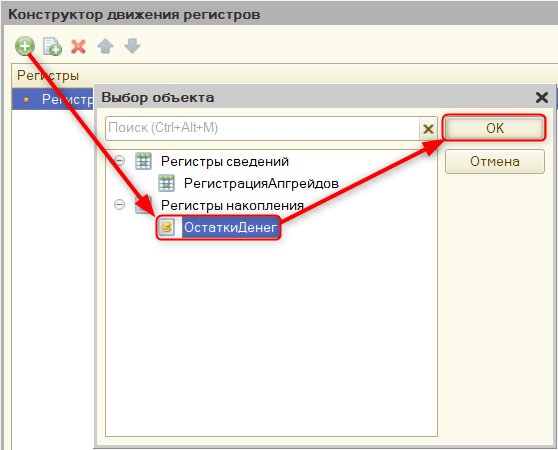 Конструктор движения регистров
Регистры
Регистр
Выбор объекта
Поиск (Ctrl+Alt+M)
OK
Отмена
Регистры сведений
РегистрацияАпгрейдов
Регистры накопления
ОстаткиДенег